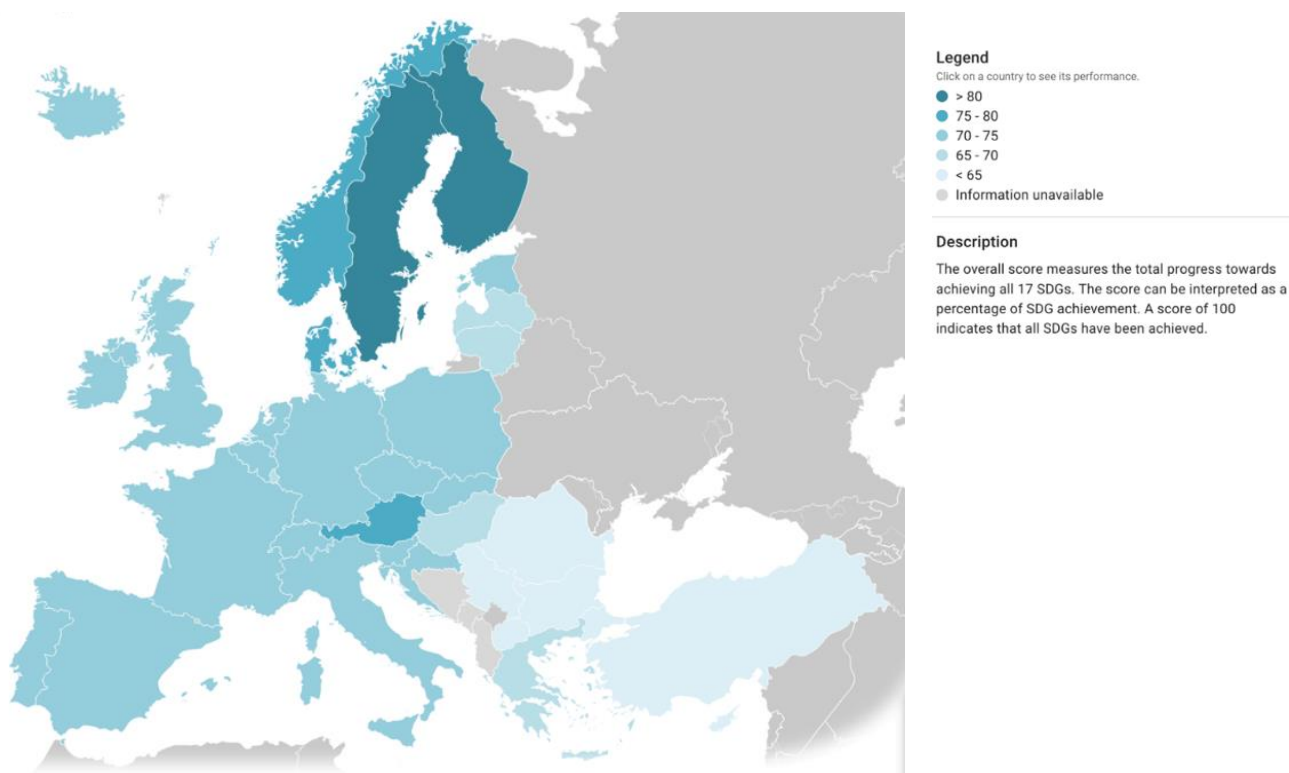 Legend
Click on a country to see its performance.
> 80
75 - 80
70 - 75
65 - 70
< 65
Information unavailable
Description
The overall score measures the total progress towards
achieving all 17 SDGs. The score can be interpreted as a
percentage of SDG achievement. A score of 100
indicates that all SDGs have been achieved.